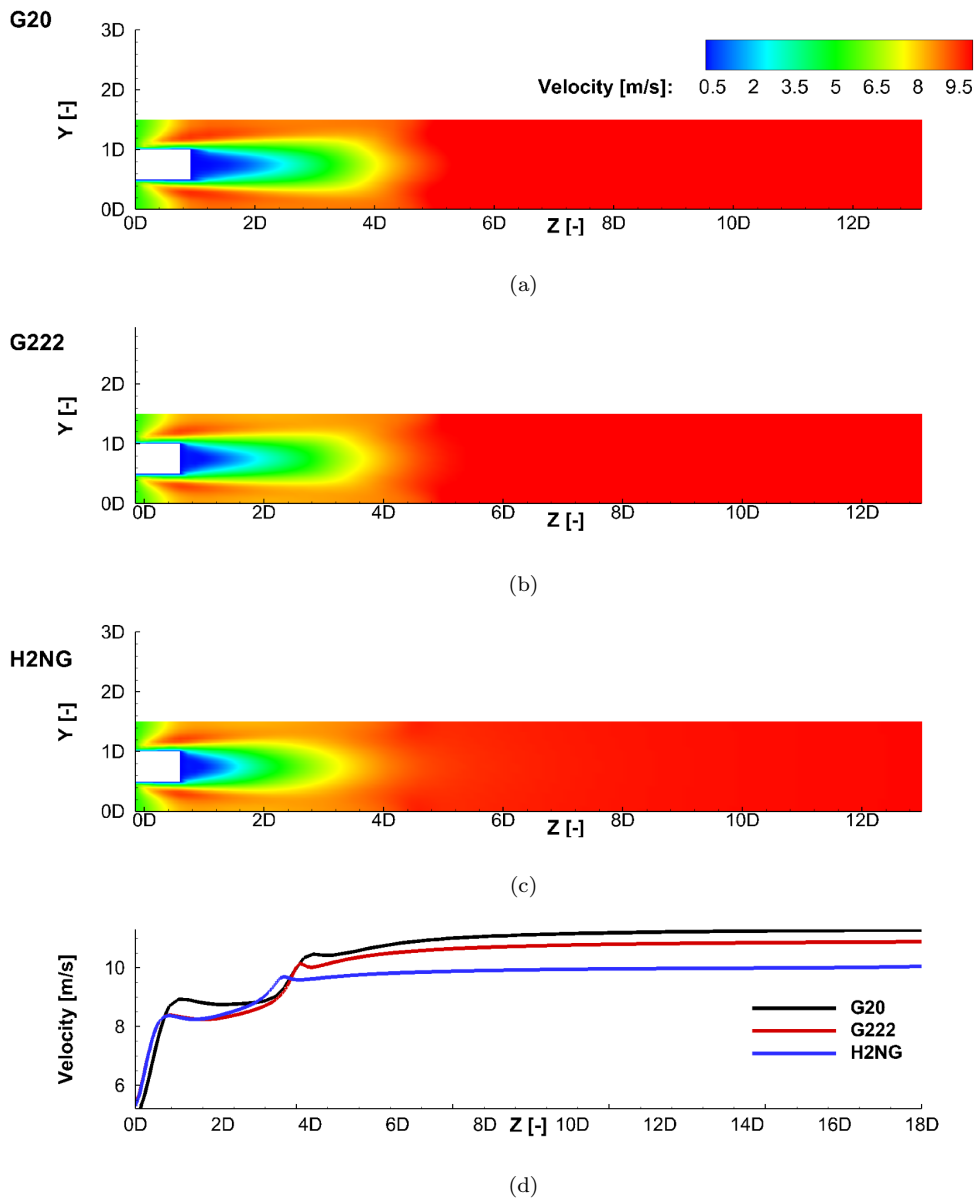 G20
3D
2D
Y [-]
1D
0D
Velocity [m/s]:
0.5 2 3.5 5 6.5 8 9.5
0D 2D 4D 6D Z [-] 8D 10D 12D
(a)
G222
2D
Y [-]
1D
0D
0D 2D 4D 6D Z [-] 8D 10D 12D
(b)
H2NG
3D
2D
Y [-]
1D
0D
0D 2D 4D 6D Z [-] 8D 10D 12D
(c)
Velocity [m/s]
10
8
6
G20
G222
H2NG
0D 2D 4D 6D 8D Z [-] 10D 12D 14D 16D 18D
(d)